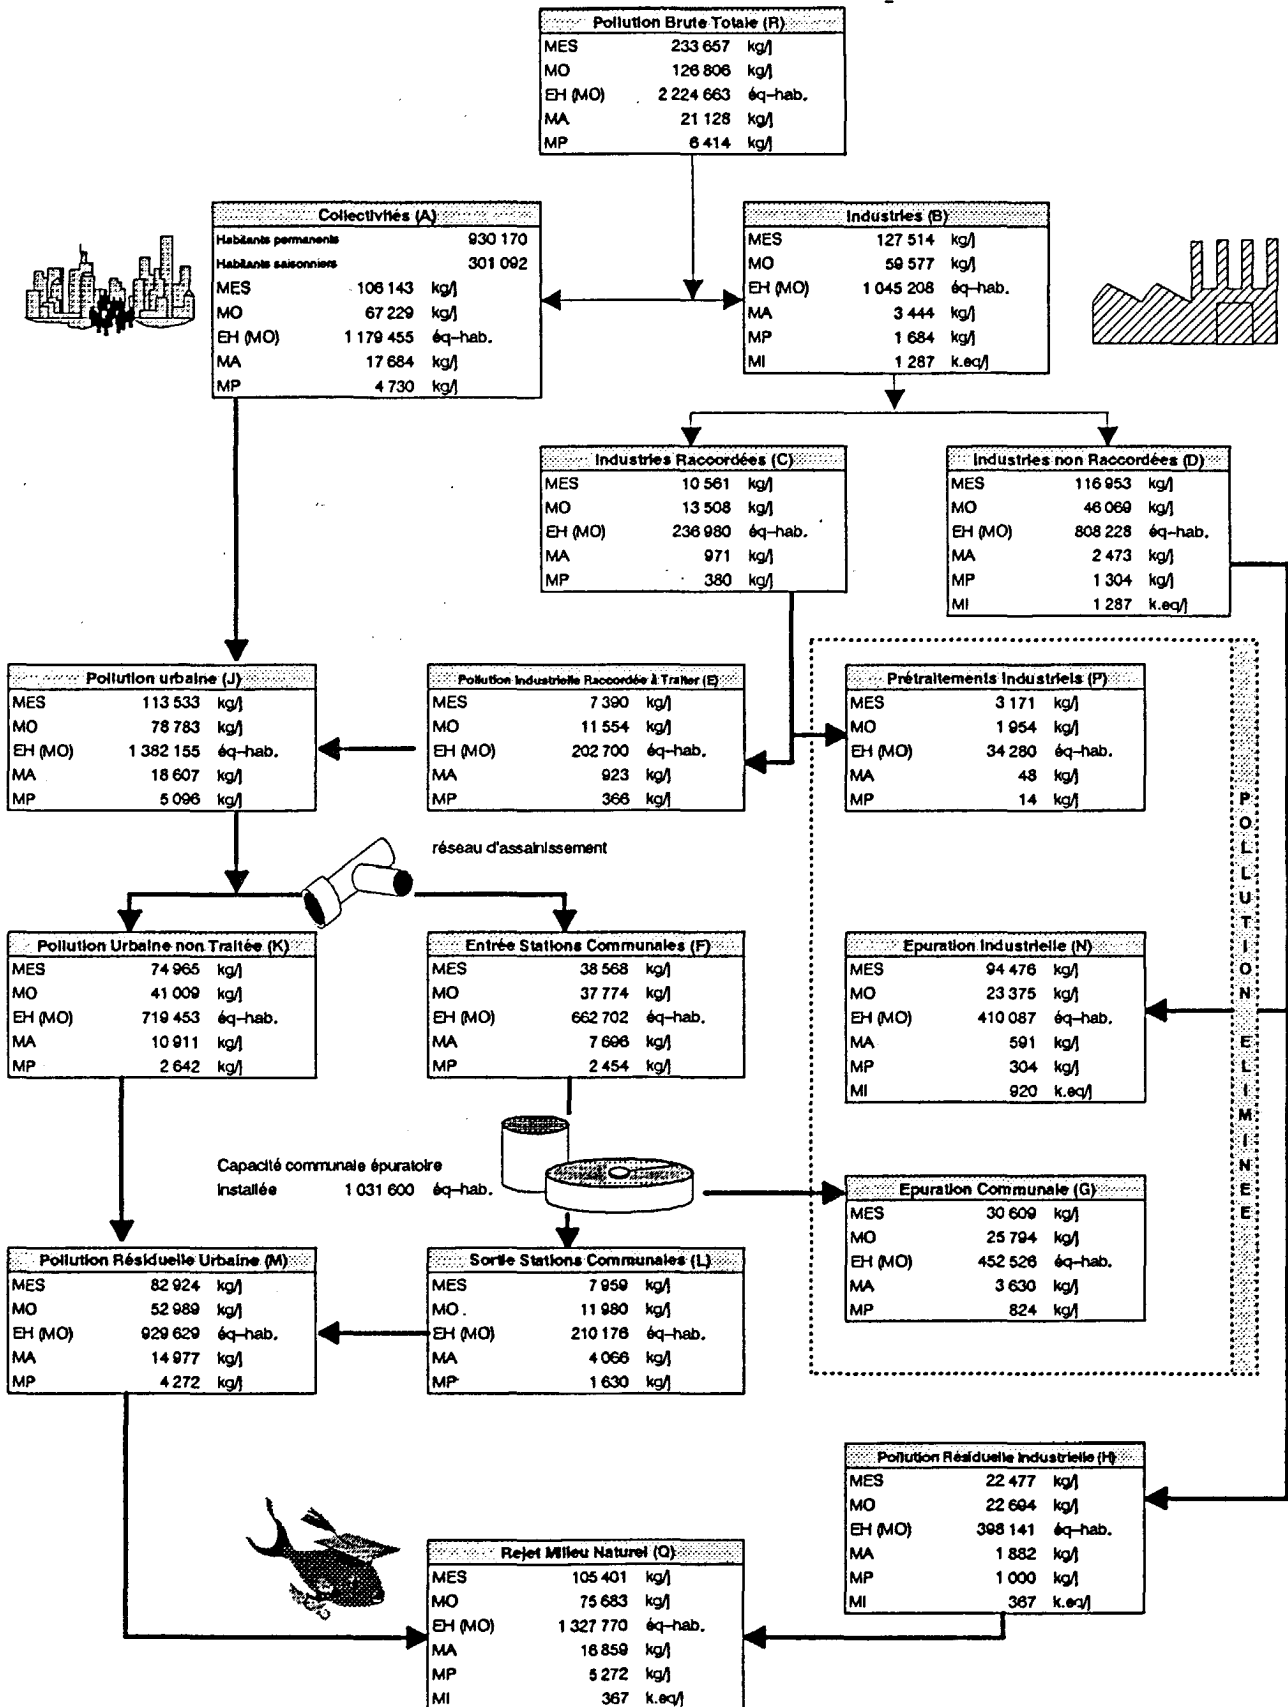 Pollution Brute Totale (R)
MES 233 657 kg/j
MO 126 806 kg/j
EH (MO) 2 224 663 éq-hab.
MA 21 128 kg/j
MP 6 414 kg/j
Collectivités (A)
Habitants permanents 930 170
Habitants saisonniers 301 092
MES 106 143 kg/j
MO 67 229 kg/j
EH (MO) 1 179 455 éq-hab.
MA 17 684 kg/j
MP 4 730 kg/j
Industries (B)
MES 127 514 kg/j
MO 59 577 kg/j
EH (MO) 1 045 208 éq-hab.
MA 3 444 kg/j
MP 1 684 kg/j
MI 1 287 k.eq/j
Industries Raccordées (C)
MES 10 561 kg/j
MO 13 508 kg/j
EH (MO) 236 980 éq-hab.
MA 971 kg/j
MP 380 kg/j
Industries non Raccordées (D)
MES 116 953 kg/j
MO 46 069 kg/j
EH (MO) 808 228 éq-hab.
MA 2 473 kg/j
MP 1 304 kg/j
MI 1 287 k.eq/j
Pollution urbaine (J)
MES 113 533 kg/j
MO 78 783 kg/j
EH (MO) 1 382 155 éq-hab.
MA 18 607 kg/j
MP 5 096 kg/j
Pollution Industrielle Raccordée à Traiter (E)
MES 7 390 kg/j
MO 11 554 kg/j
EH (MO) 202 700 éq-hab.
MA 923 kg/j
MP 366 kg/j
Prétraitements Industriels (P)
MES 3 171 kg/j
MO 1 954 kg/j
EH (MO) 34 280 éq-hab.
MA 48 kg/j
MP 14 kg/j
POLLUTION ELIMINEE
réseau d'assainissement
Pollution Urbaine non Traitée (K)
MES 74 965 kg/j
MO 41 009 kg/j
EH (MO) 719 453 éq-hab.
MA 10 911 kg/j
MP 2 642 kg/j
Entrée Stations Communales (F)
MES 38 568 kg/j
MO 37 774 kg/j
EH (MO) 662 702 éq-hab.
MA 7 696 kg/j
MP 2 454 kg/j
Epuration Industrielle (N)
MES 94 476 kg/j
MO 23 375 kg/j
EH (MO) 410 087 éq-hab.
MA 591 kg/j
MP 304 kg/j
MI 920 k.eq/j
Capacité communale épuratoire
installée 1 031 600 éq-hab.
Epuration Communale (G)
MES 30 609 kg/j
MO 25 794 kg/j
EH (MO) 452 526 éq-hab.
MA 3 630 kg/j
MP 824 kg/j
Pollution Résiduelle Urbaine (M)
MES 82 924 kg/j
MO 52 989 kg/j
EH (MO) 929 629 éq-hab.
MA 14 977 kg/j
MP 4 272 kg/j
Sortie Stations Communales (L)
MES 7 959 kg/j
MO 11 980 kg/j
EH (MO) 210 176 éq-hab.
MA 4 066 kg/j
MP 1 630 kg/j
Pollution Résiduelle Industrielle (H)
MES 22 477 kg/j
MO 22 694 kg/j
EH (MO) 398 141 éq-hab.
MA 1 882 kg/j
MP 1 000 kg/j
MI 367 k.eq/j
Rejet Milieu Naturel (Q)
MES 105 401 kg/j
MO 75 683 kg/j
EH (MO) 1 327 770 éq-hab.
MA 16 859 kg/j
MP 5 272 kg/j
MI 367 k.eq/j